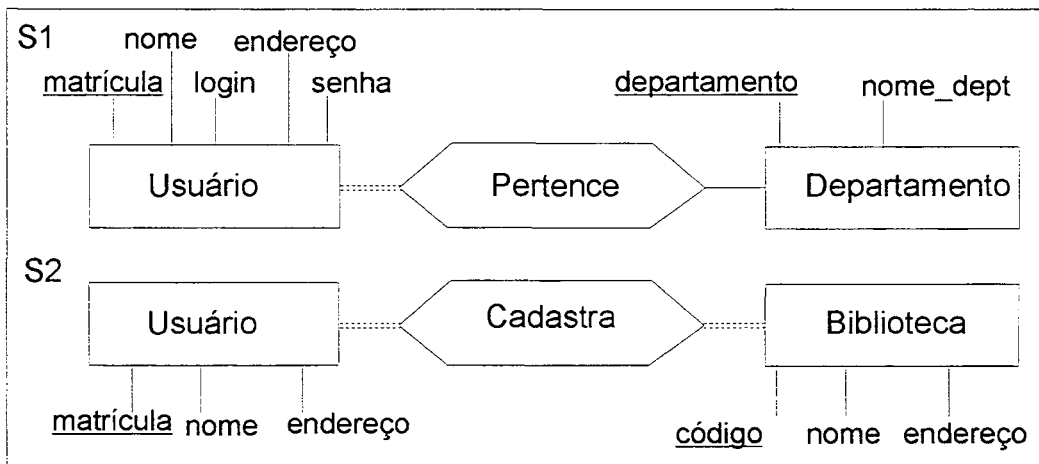 S1
nome endereço
matrícula login senha
departamento nome_dept
Usuário Pertence Departamento
S2
Usuário Cadastra Biblioteca
matrícula nome endereço
código nome endereço